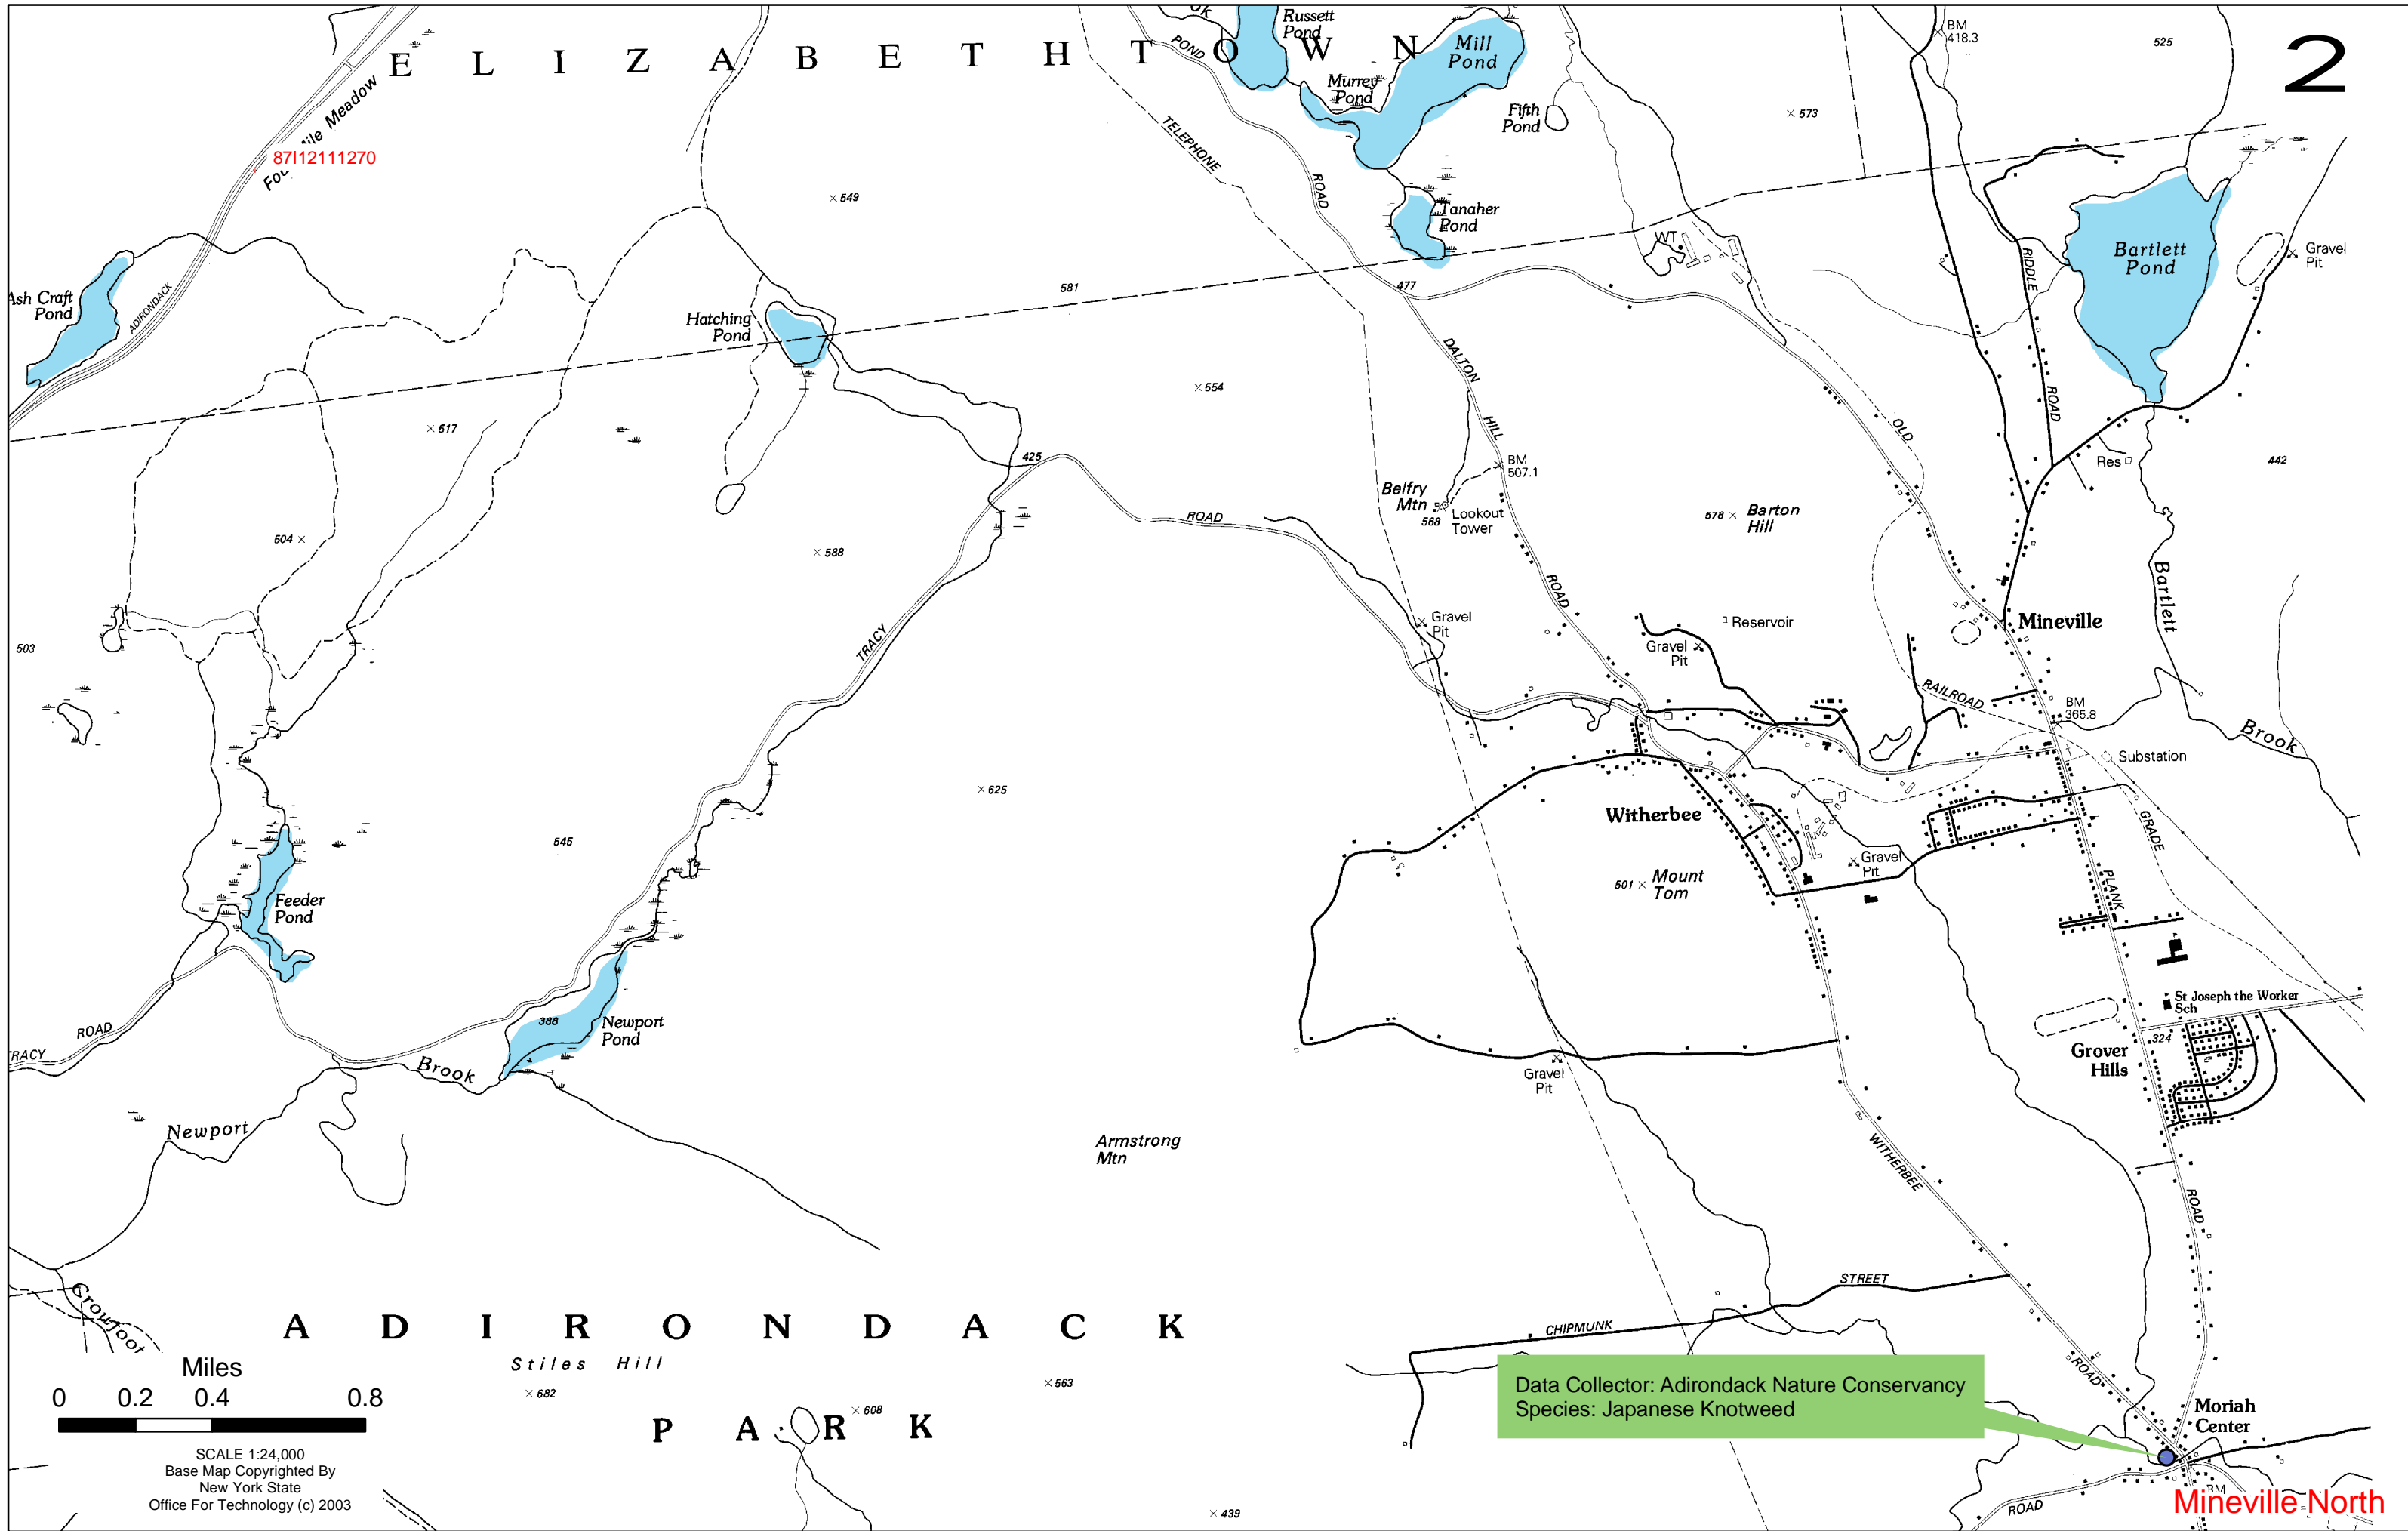 E L I Z A B E T H T O W N
2
OK
Russett
Pond
Mill
Pond
Murrey
Pond
POND
ROAD
TELEPHONE
Fifth
Pond
Tanaher
Pond
BM
418.3
525
573
WT
RIDDLE
ROAD
Bartlett
Pond
Gravel
Pit
Meadow
87I12111270
549
Ash Craft
Pond
ADIRONDACK
Hatching
Pond
581
477
517
554
DALTON
HILL
ROAD
OLD
425
ROAD
BM
507.1
Belfry
Mtn
568
Lookout
Tower
578
Barton
Hill
Res
442
504
588
503
TRACY
Gravel
Pit
Gravel
Pit
Reservoir
Mineville
Bartlett
Brook
RAILROAD
BM
365.8
Substation
GRADE
625
545
Witherbee
501
Mount
Tom
Gravel
Pit
PLANK
Feeder
Pond
388
Newport
Pond
ROAD
TRACY
Brook
Newport
St Joseph the Worker
Sch
324
Grover
Hills
Gravel
Pit
Armstrong
Mtn
WITHERBEE
ROAD
ROAD
STREET
CHIPMUNK
Crowfoot
A D I R O N D A C K
Stiles Hill
682
563
608
P A R K
439
Miles
0 0.2 0.4 0.8
SCALE 1:24,000
Base Map Copyrighted By
New York State
Office For Technology (c) 2003
Data Collector: Adirondack Nature Conservancy
Species: Japanese Knotweed
Moriah
Center
BM
ROAD
Mineville North